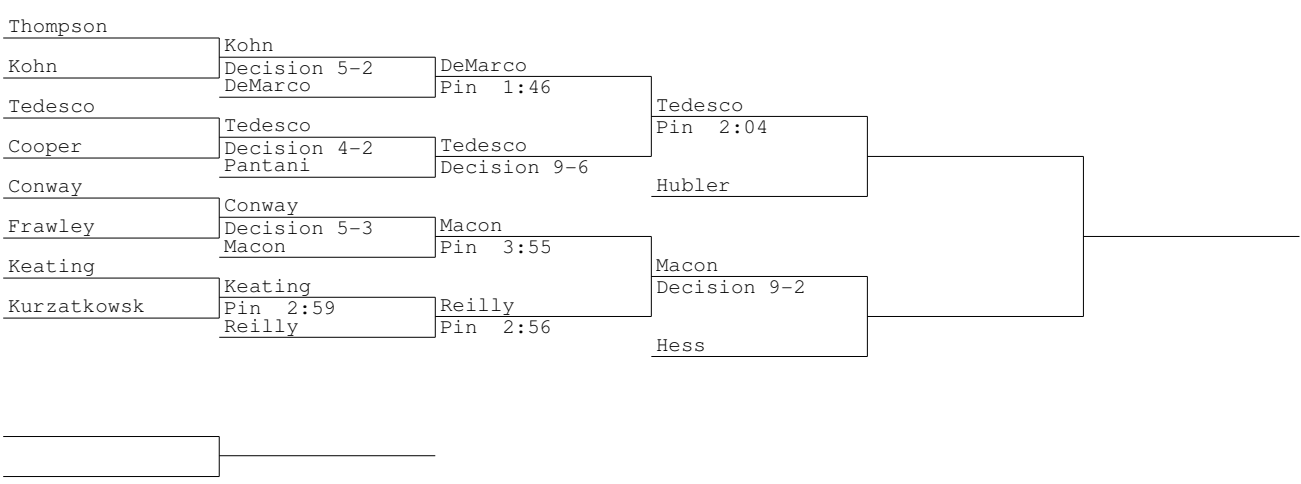 Thompson
Kohn
Tedesco
Cooper
Conway
Frawley
Keating
Kurzatkowsk
Kohn
Decision 5-2
DeMarco
Tedesco
Decision 4-2
Pantani
Conway
Decision 5-3
Macon
Keating
Pin 2:59
Reilly
DeMarco
Pin 1:46
Tedesco
Decision 9-6
Macon
Pin 3:55
Reilly
Pin 2:56
Tedesco
Pin 2:04
Hubler
Macon
Decision 9-2
Hess